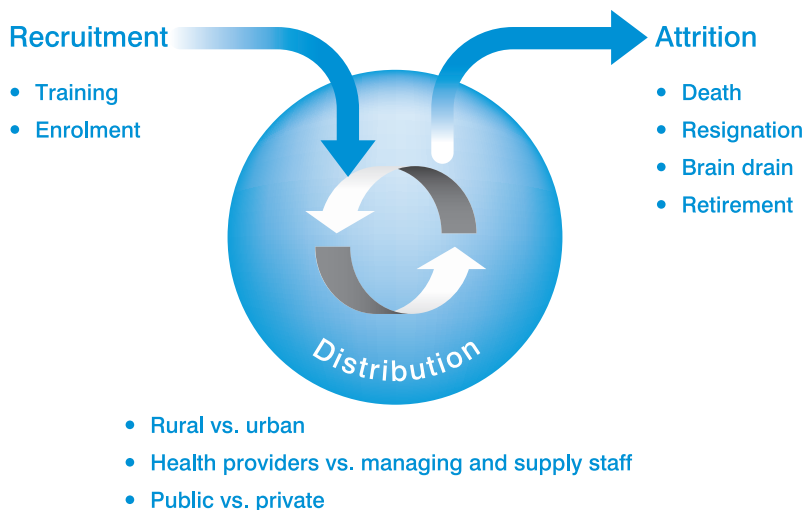 Recruitment
• Training
• Enrolment
Attrition
• Death
• Resignation
• Brain drain
• Retirement
Distribution
• Rural vs. urban
• Health providers vs. managing and supply staff
• Public vs. private